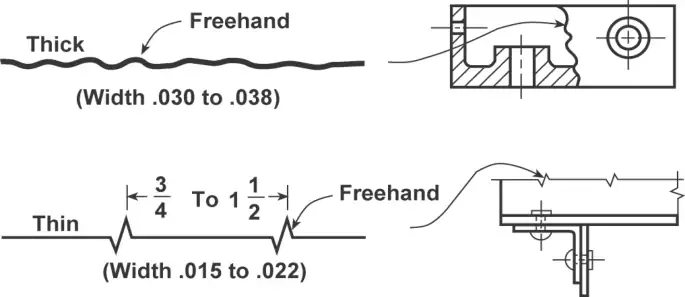 Freehand
Thick
(Width .030 to .038)
3/4 To 1 1/2
Freehand
Thin
(Width .015 to .022)